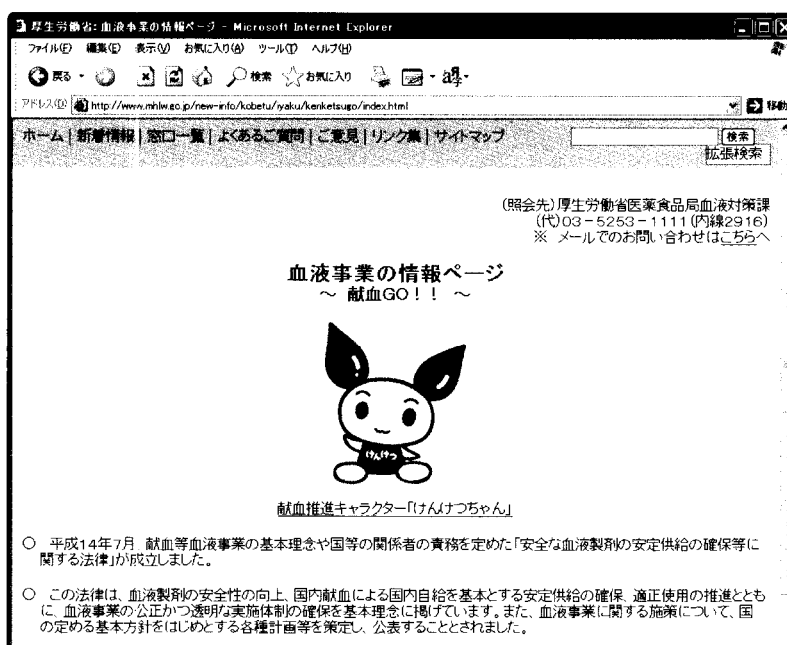 厚生労働省:血液事業の情報ページ - Microsoft Internet Explorer
ファイル(F) 編集(E) 表示(V) お気に入り(A) ツール(T) ヘルプ(H)
戻る 検索 お気に入り
アドレス(D) http://www.mhlw.go.jp/new-info/kobetu/iyaku/kenketsugo/index.html 移動
ホーム | 新着情報 | 窓口一覧 | よくあるご質問 | ご意見 | リンク集 | サイトマップ 検索
拡張検索
(照会先)厚生労働省医薬食品局血液対策課
(代)03-5253-1111(内線2916)
※ メールでのお問い合わせはこちらへ
血液事業の情報ページ
~ 献血GO!! ~
けんけつ
献血推進キャラクター「けんけつちゃん」
○ 平成14年7月 献血等血液事業の基本理念や国等の関係者の責務を定めた「安全な血液製剤の安定供給の確保等に
関する法律」が成立しました。
○ この法律は、血液製剤の安全性の向上、国内献血による国内自給を基本とする安定供給の確保、適正使用の推進ととも
に、血液事業の公正かつ透明な実施体制の確保を基本理念に掲げています。また、血液事業に関する施策について、国
の定める基本方針をはじめとする各種計画等を策定し、公表することとされました。